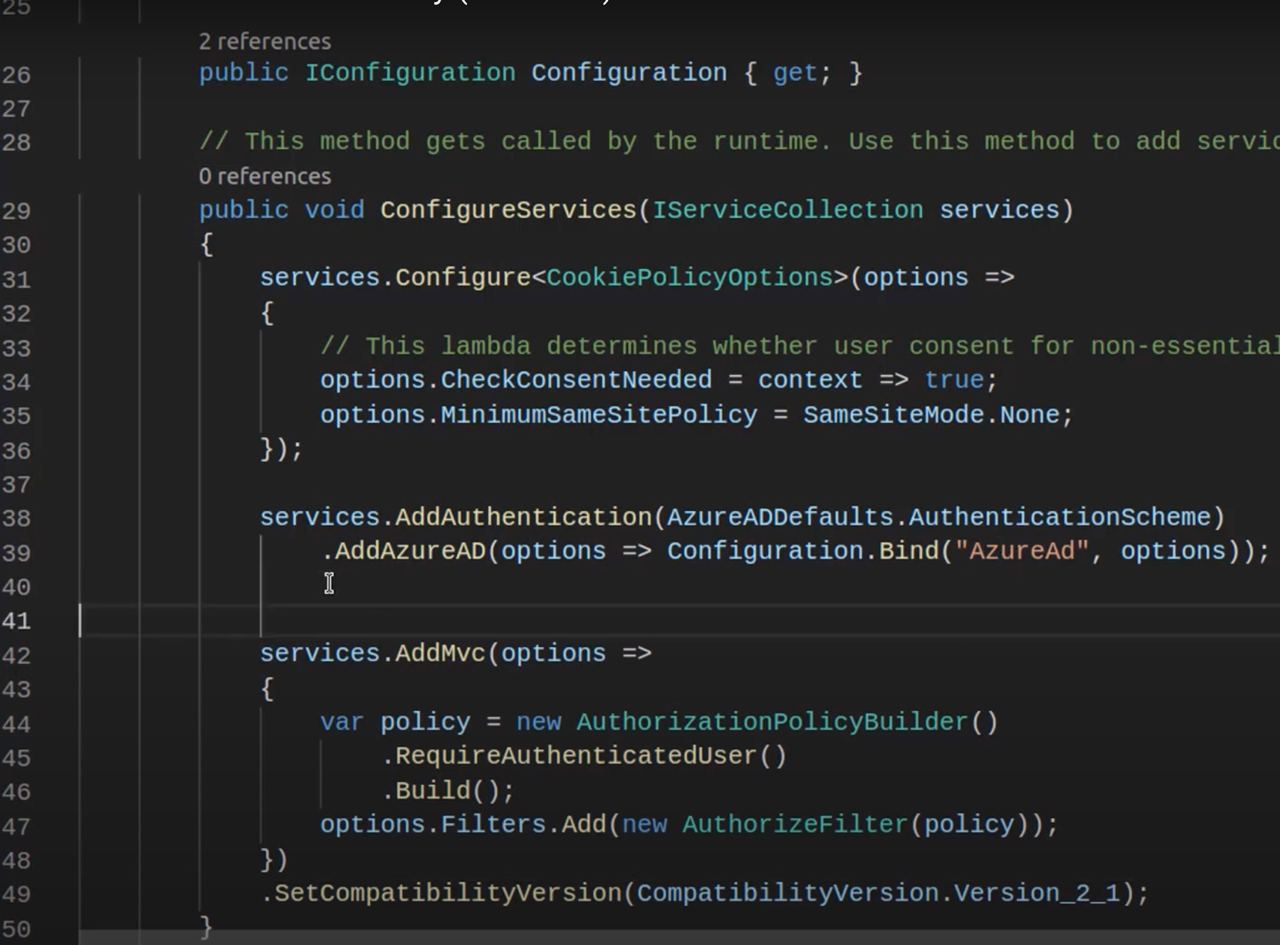 25
2 references
26 public IConfiguration Configuration { get; }
27
28 // This method gets called by the runtime. Use this method to add
0 references
29 public void ConfigureServices(IServiceCollection services)
30 {
31 services.Configure<CookiePolicyOptions>(options =>
32 {
33 // This lambda determines whether user consent for non-essential
34 options.CheckConsentNeeded = context => true;
35 options.MinimumSameSitePolicy = SameSiteMode.None;
36 });
37
38 services.AddAuthentication(AzureADDefaults.AuthenticationScheme)
39 .AddAzureAD(options => Configuration.Bind("AzureAd", options));
40
41
42 services.AddMvc(options =>
43 {
44 var policy = new AuthorizationPolicyBuilder()
45 .RequireAuthenticatedUser()
46 .Build();
47 options.Filters.Add(new AuthorizeFilter(policy));
48 })
49 .SetCompatibilityVersion(CompatibilityVersion.Version_2_1);
50 }